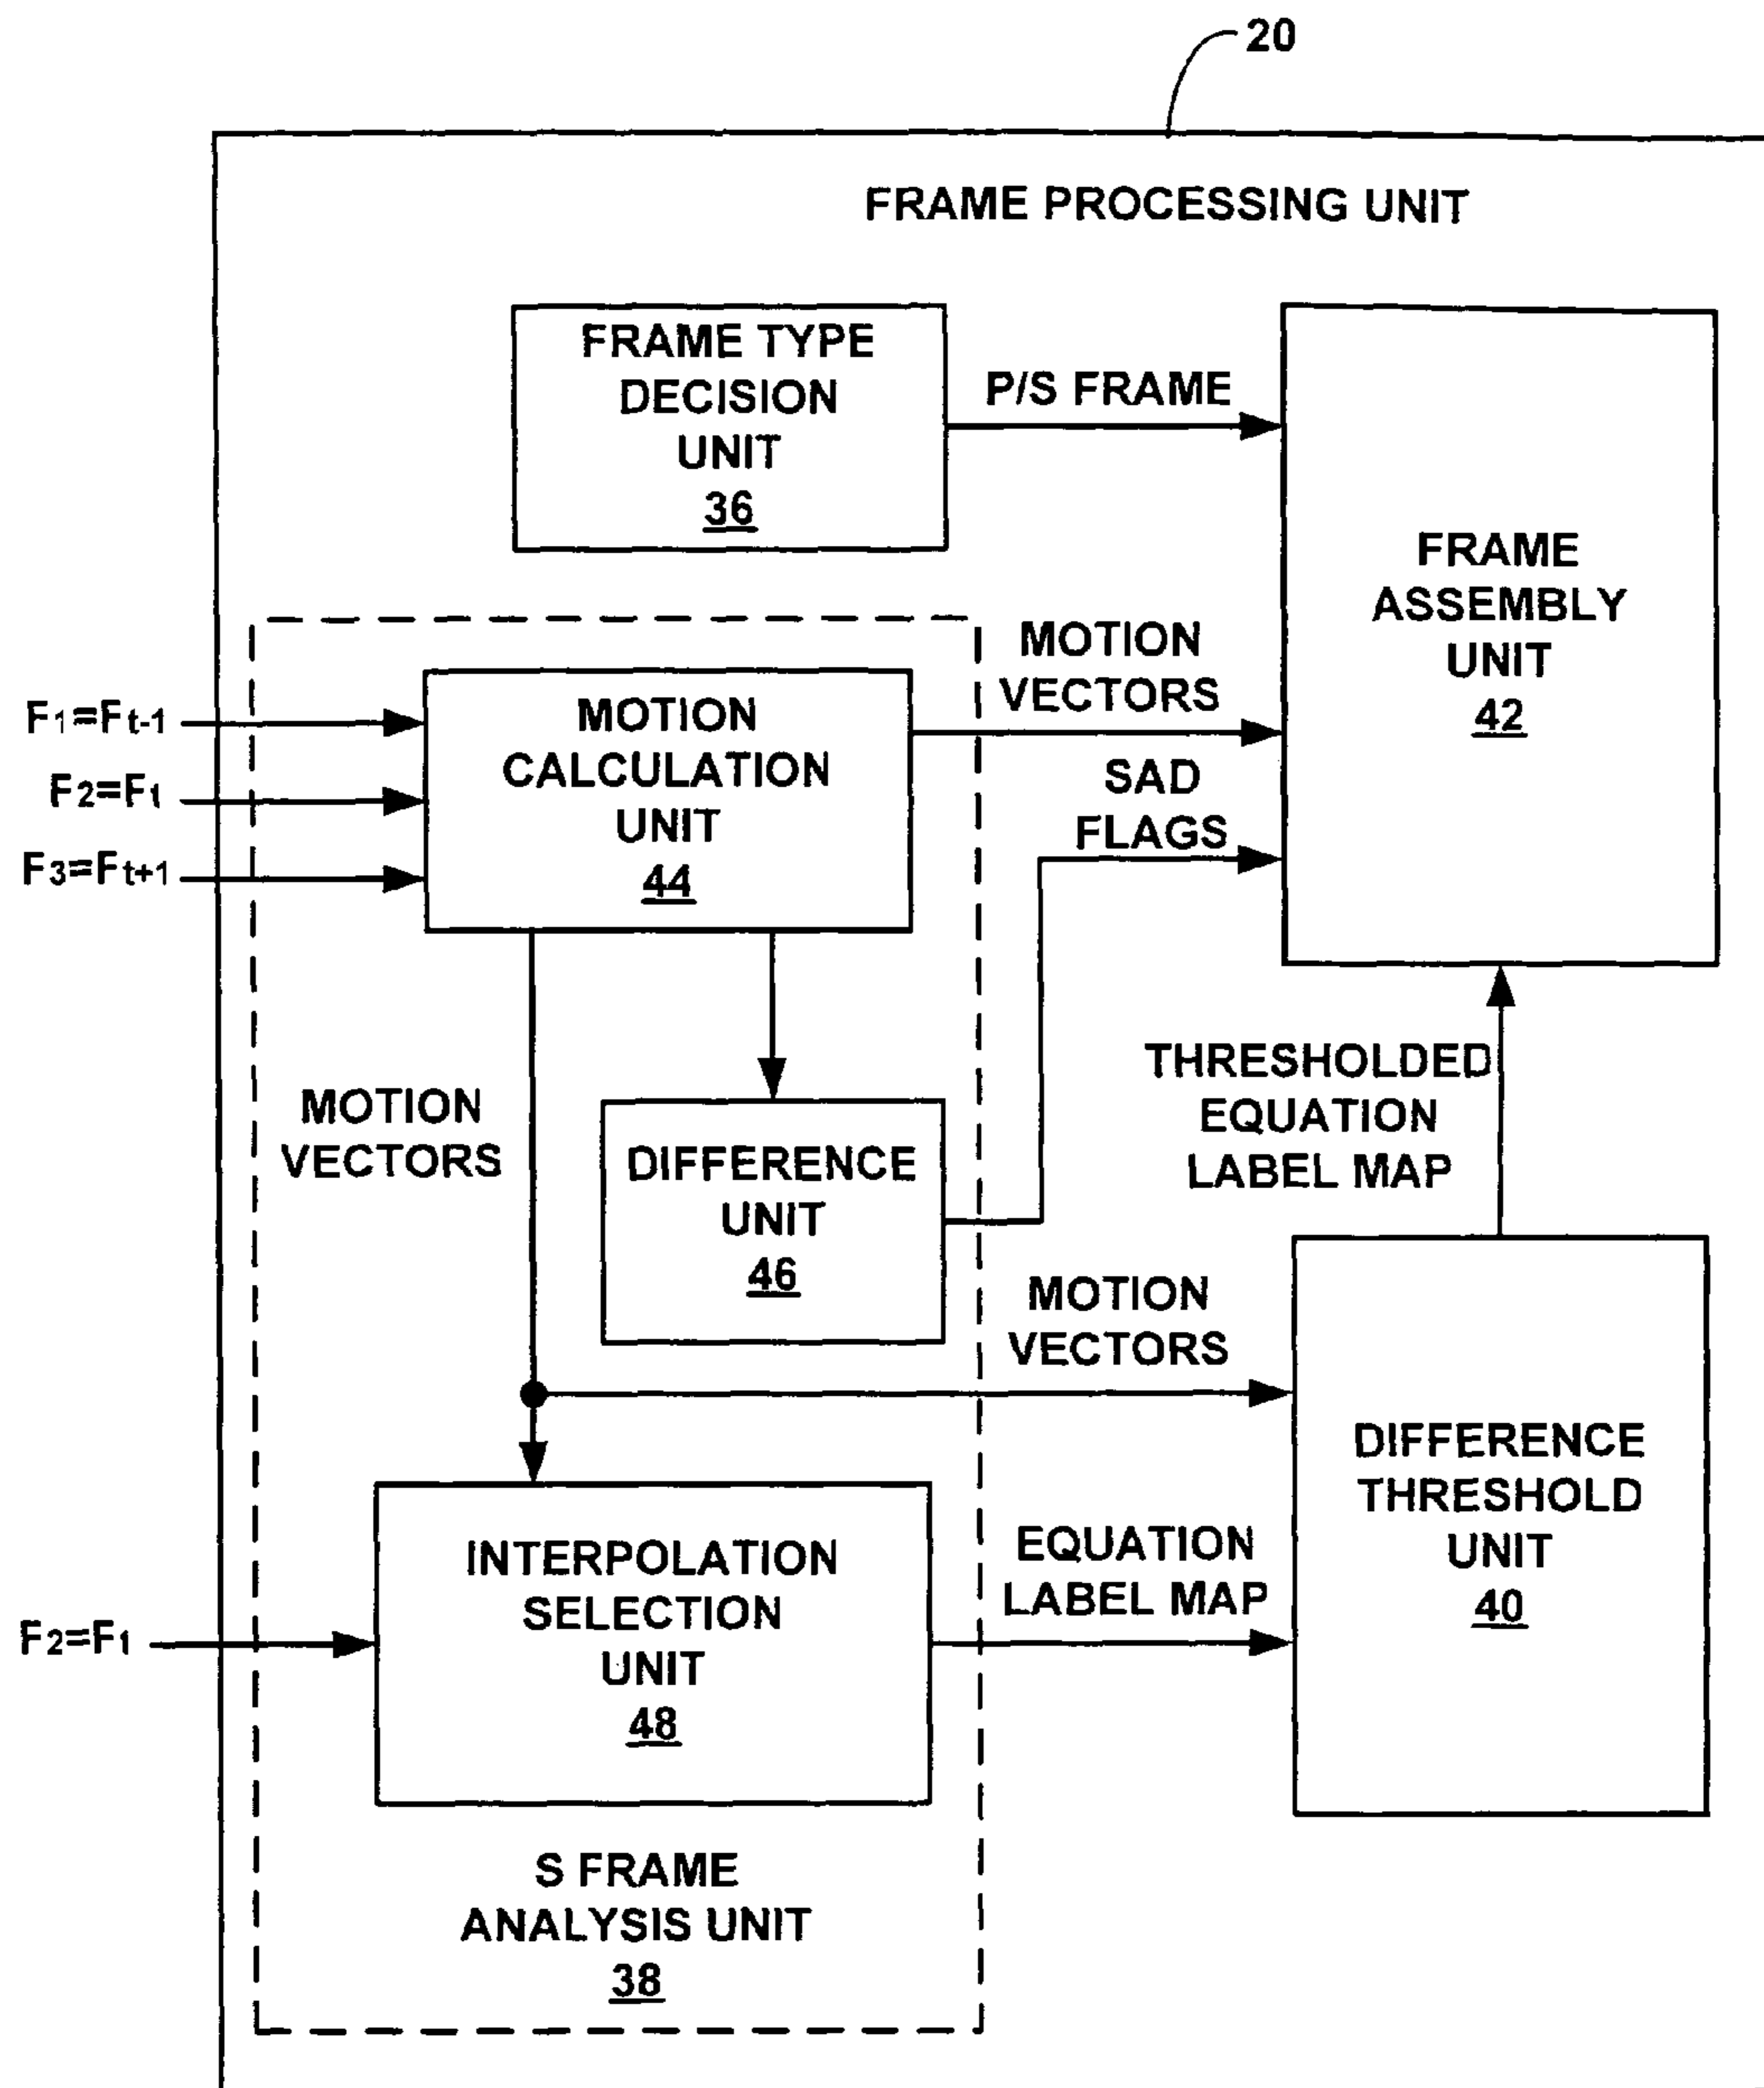 20
FRAME PROCESSING UNIT
FRAME TYPE
DECISION
UNIT
36
P/S FRAME
FRAME
ASSEMBLY
UNIT
42
MOTION
VECTORS
F1=Ft-1
F2=Ft
F3=Ft+1
MOTION
CALCULATION
UNIT
44
SAD
FLAGS
MOTION
VECTORS
DIFFERENCE
UNIT
46
THRESHOLDED
EQUATION
LABEL MAP
MOTION
VECTORS
DIFFERENCE
THRESHOLD
UNIT
40
F2=Ft
INTERPOLATION
SELECTION
UNIT
48
EQUATION
LABEL MAP
S FRAME
ANALYSIS UNIT
38